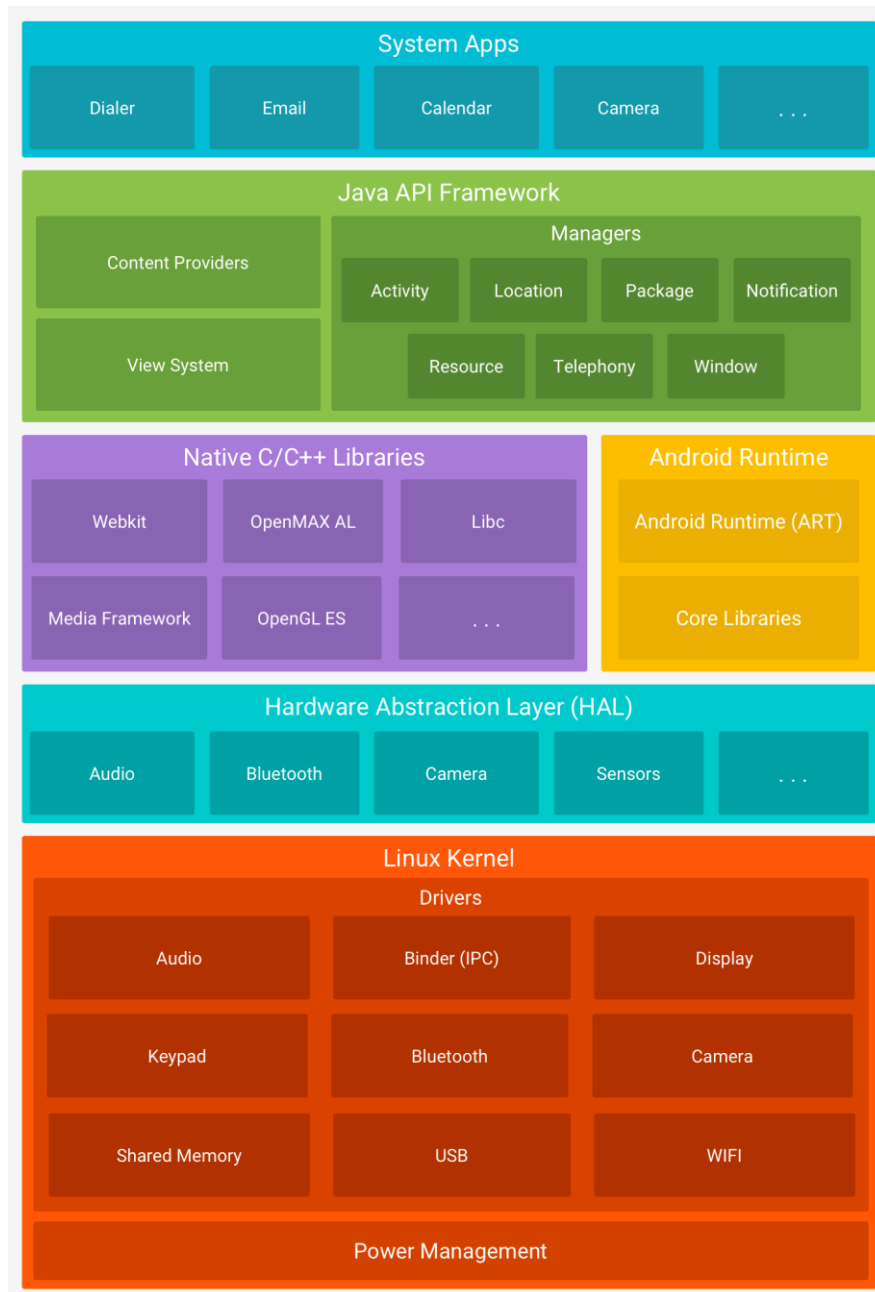 System Apps
Dialer
Email
Calendar
Camera
. . .
Java API Framework
Content Providers
View System
Managers
Activity
Location
Package
Notification
Resource
Telephony
Window
Native C/C++ Libraries
Webkit
OpenMAX AL
Libc
Media Framework
OpenGL ES
. . .
Android Runtime
Android Runtime (ART)
Core Libraries
Hardware Abstraction Layer (HAL)
Audio
Bluetooth
Camera
Sensors
. . .
Linux Kernel
Drivers
Audio
Binder (IPC)
Display
Keypad
Bluetooth
Camera
Shared Memory
USB
WIFI
Power Management